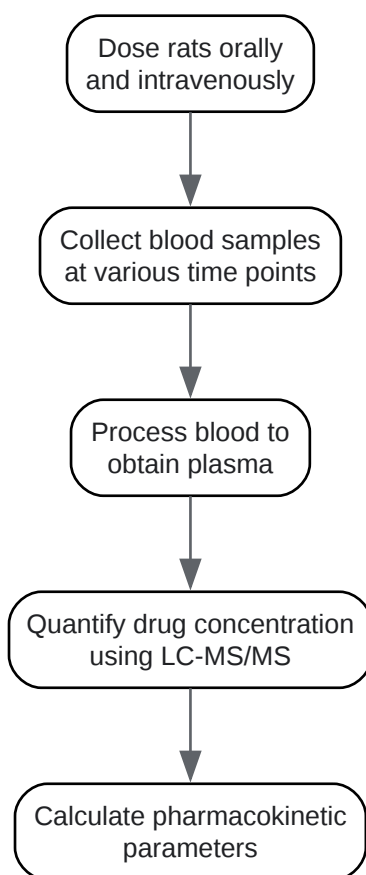 Dose rats orally
and intravenously
Collect blood samples
at various time points
Process blood to
obtain plasma
Quantify drug concentration
using LC-MS/MS
Calculate pharmacokinetic
parameters